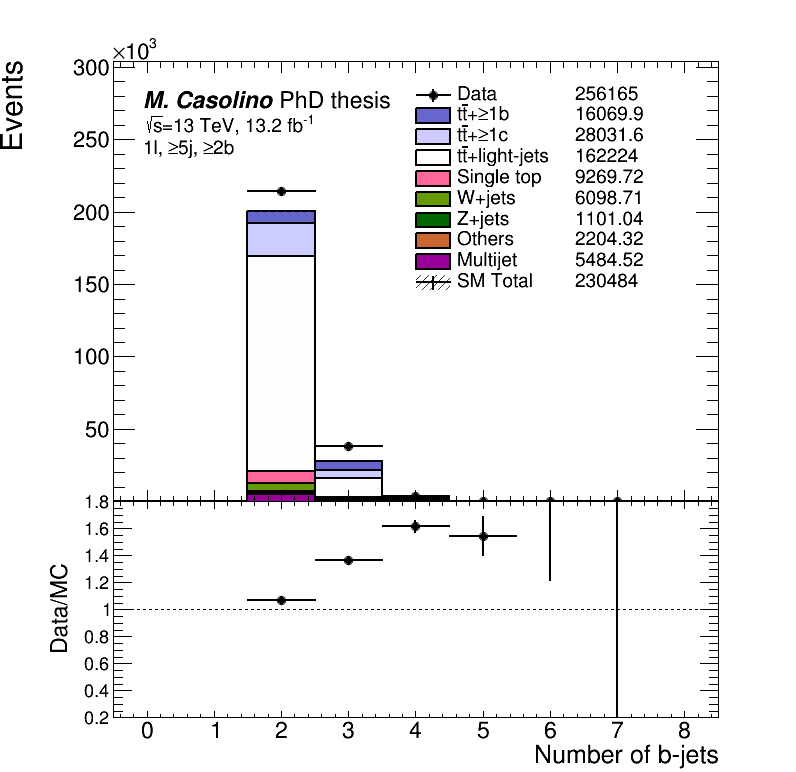 ×10³
Events
300
250
200
150
100
50
M. Casolino PhD thesis
√s=13 TeV, 13.2 fb⁻¹
1l, ≥5j, ≥2b
Data 256165
tt̄+≥1b 16069.9
tt̄+≥1c 28031.6
tt̄+light-jets 162224
Single top 9269.72
W+jets 6098.71
Z+jets 1101.04
Others 2204.32
Multijet 5484.52
SM Total 230484
Data/MC
1.8
1.6
1.4
1.2
1
0.8
0.6
0.4
0.2
0 1 2 3 4 5 6 7 8
Number of b-jets